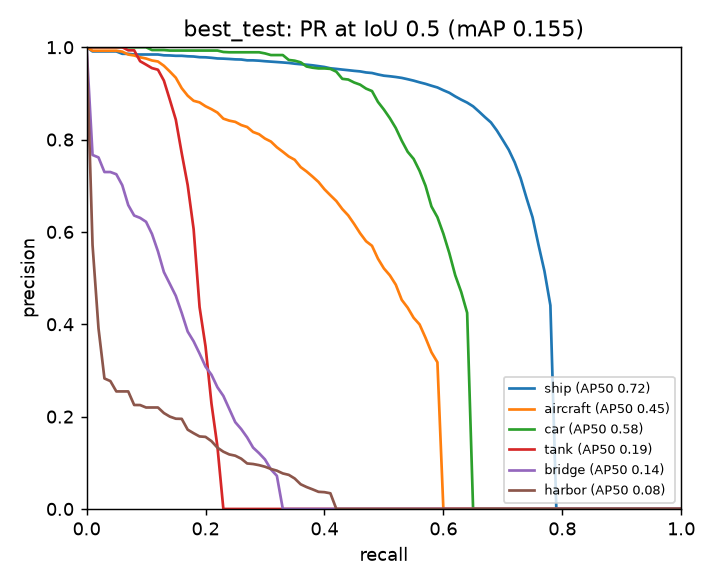 best_test: PR at IoU 0.5 (mAP 0.155)
precision
1.0
0.8
0.6
0.4
0.2
0.0
0.0 0.2 0.4 0.6 0.8 1.0
recall
ship (AP50 0.72)
aircraft (AP50 0.45)
car (AP50 0.58)
tank (AP50 0.19)
bridge (AP50 0.14)
harbor (AP50 0.08)